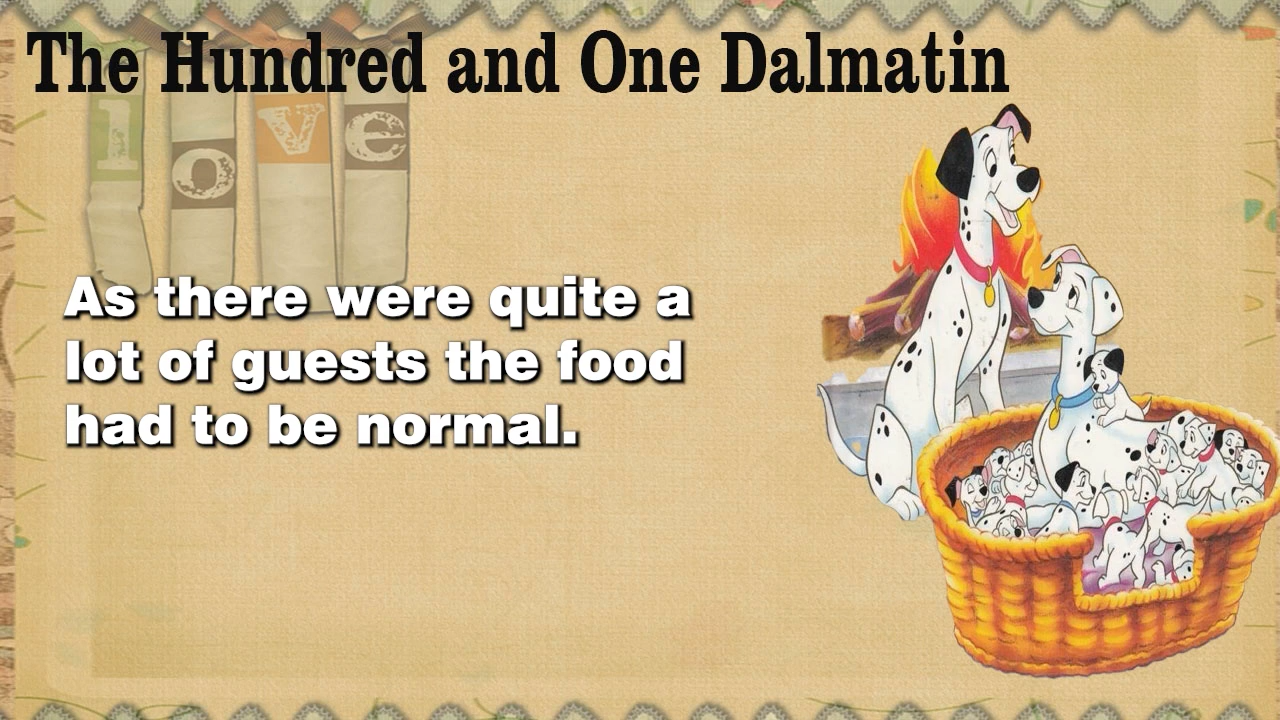 The Hundred and One Dalmatin
love
As there were quite a
lot of guests the food
had to be normal.